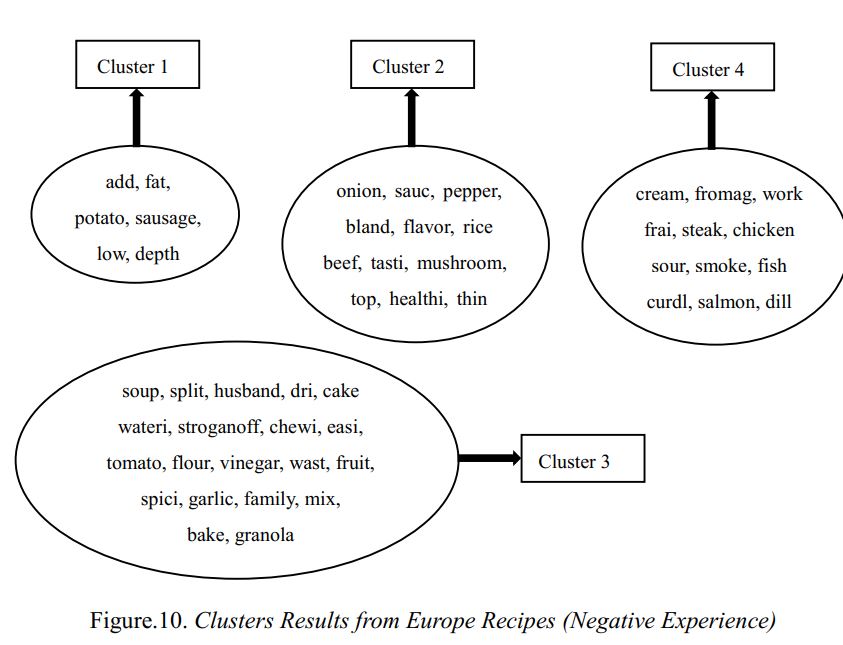 Cluster 1
Cluster 2
Cluster 4
add, fat,
potato, sausage,
low, depth
onion, sauc, pepper,
bland, flavor, rice
beef, tasti, mushroom,
top, healthi, thin
cream, fromag, work
frai, steak, chicken
sour, smoke, fish
curdl, salmon, dill
soup, split, husband, dri, cake
wateri, stroganoff, chewi, easi,
tomato, flour, vinegar, wast, fruit,
spici, garlic, family, mix,
bake, granola
Cluster 3
Figure.10. Clusters Results from Europe Recipes (Negative Experience)